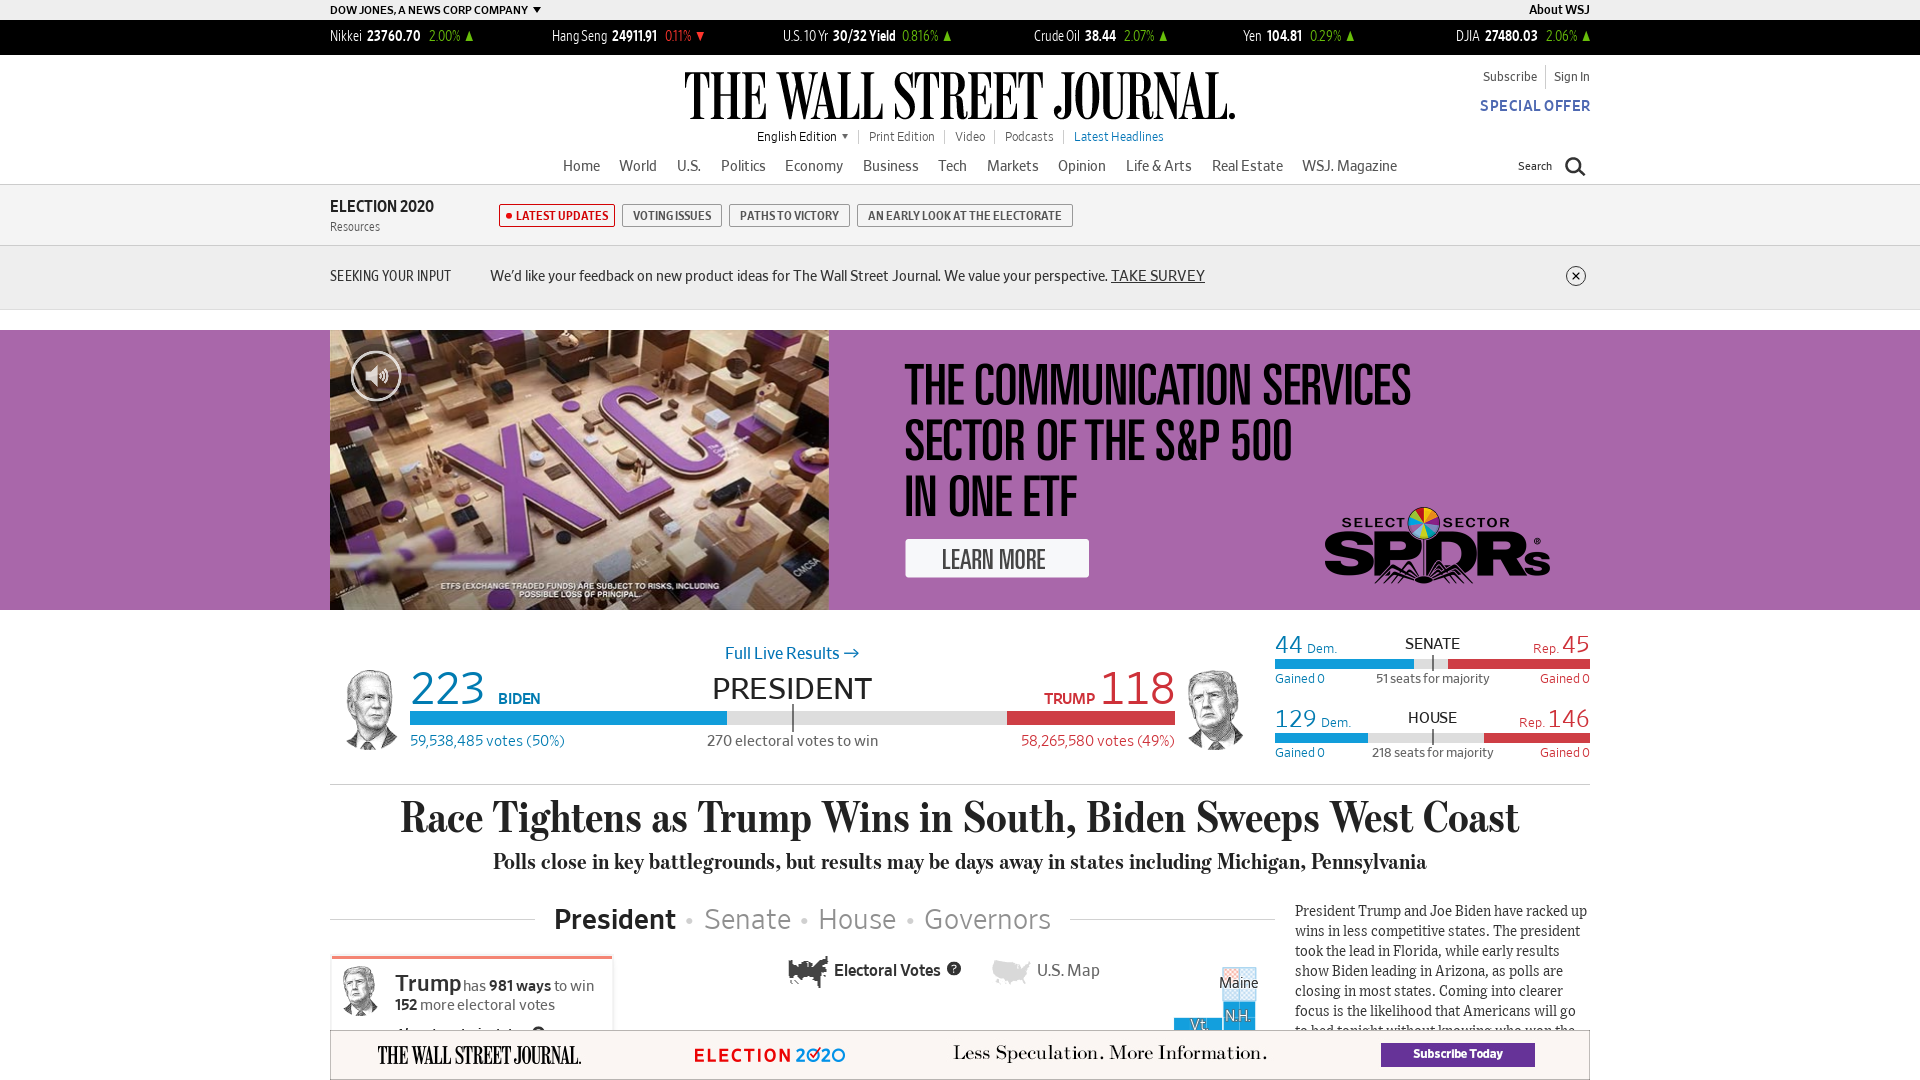 DOW JONES, A NEWS CORP COMPANY
About WSJ
Nikkei 23760.70 2.00%
Hang Seng 24911.91 0.11%
U.S. 10 Yr 30/32 Yield 0.816%
Crude Oil 38.44 2.07%
Yen 104.81 0.29%
DJIA 27480.03 2.06%
THE WALL STREET JOURNAL.
Subscribe
Sign In
SPECIAL OFFER
English Edition
Print Edition
Video
Podcasts
Latest Headlines
Home World U.S. Politics Economy Business Tech Markets Opinion Life & Arts Real Estate WSJ. Magazine
Search
ELECTION 2020
Resources
LATEST UPDATES
VOTING ISSUES
PATHS TO VICTORY
AN EARLY LOOK AT THE ELECTORATE
SEEKING YOUR INPUT
We’d like your feedback on new product ideas for The Wall Street Journal. We value your perspective. TAKE SURVEY
XLC
CMCSA
ETFS (EXCHANGE TRADED FUNDS) ARE SUBJECT TO RISKS, INCLUDING
POSSIBLE LOSS OF PRINCIPAL.
THE COMMUNICATION SERVICES
SECTOR OF THE S&P 500
IN ONE ETF
LEARN MORE
SELECT SECTOR
SPDRs®
Full Live Results →
223 BIDEN
PRESIDENT
TRUMP 118
59,538,485 votes (50%)
270 electoral votes to win
58,265,580 votes (49%)
44 Dem.
SENATE
Rep. 45
Gained 0
51 seats for majority
Gained 0
129 Dem.
HOUSE
Rep. 146
Gained 0
218 seats for majority
Gained 0
Race Tightens as Trump Wins in South, Biden Sweeps West Coast
Polls close in key battlegrounds, but results may be days away in states including Michigan, Pennsylvania
President • Senate • House • Governors
Trump has 981 ways to win
152 more electoral votes
Electoral Votes ?
U.S. Map
Maine
Vt.
N.H.
President Trump and Joe Biden have racked up
wins in less competitive states. The president
took the lead in Florida, while early results
show Biden leading in Arizona, as polls are
closing in most states. Coming into clearer
focus is the likelihood that Americans will go
to bed tonight without knowing who won the
THE WALL STREET JOURNAL.
ELECTION 2020
Less Speculation. More Information.
Subscribe Today